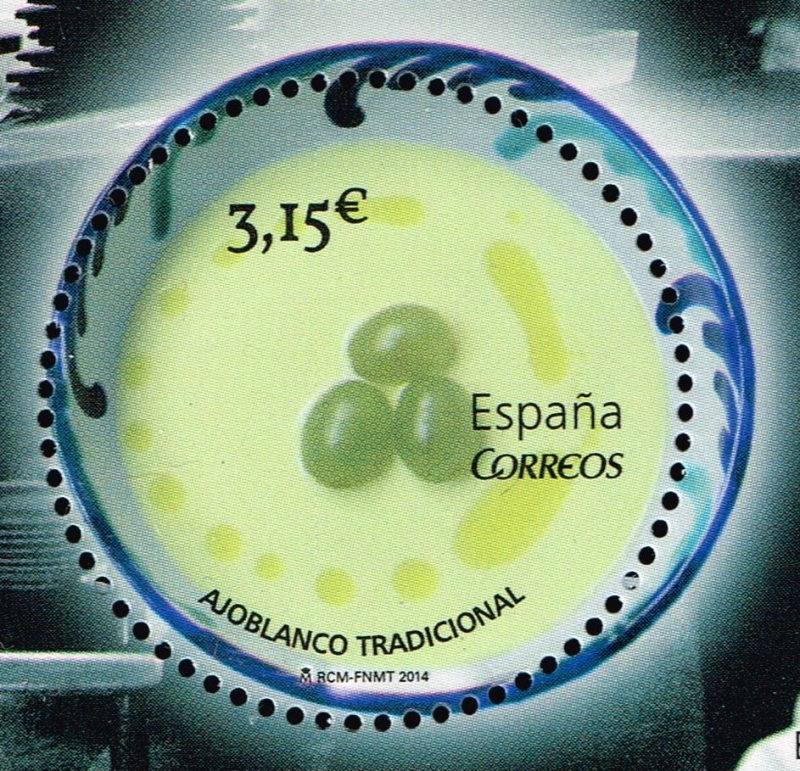 3,15€
España
CORREOS
AJOBLANCO TRADICIONAL
RCM-FNMT 2014